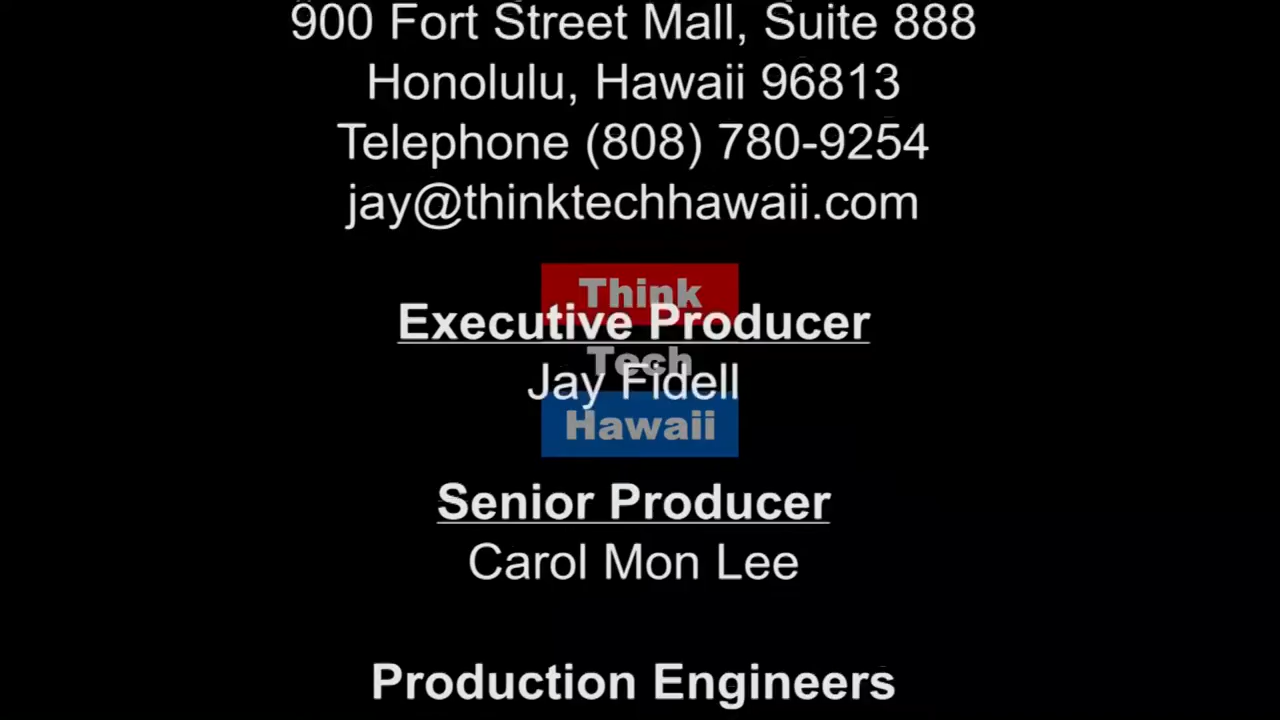 900 Fort Street Mall, Suite 888
Honolulu, Hawaii 96813
Telephone (808) 780-9254
jay@thinktechhawaii.com
Think
Executive Producer
Tech
Jay Fidell
Hawaii
Senior Producer
Carol Mon Lee
Production Engineers